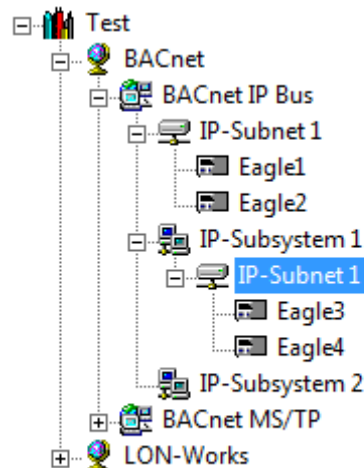 Test
BACnet
BACnet IP Bus
IP-Subnet 1
Eagle1
Eagle2
IP-Subsystem 1
IP-Subnet 1
Eagle3
Eagle4
IP-Subsystem 2
BACnet MS/TP
LON-Works